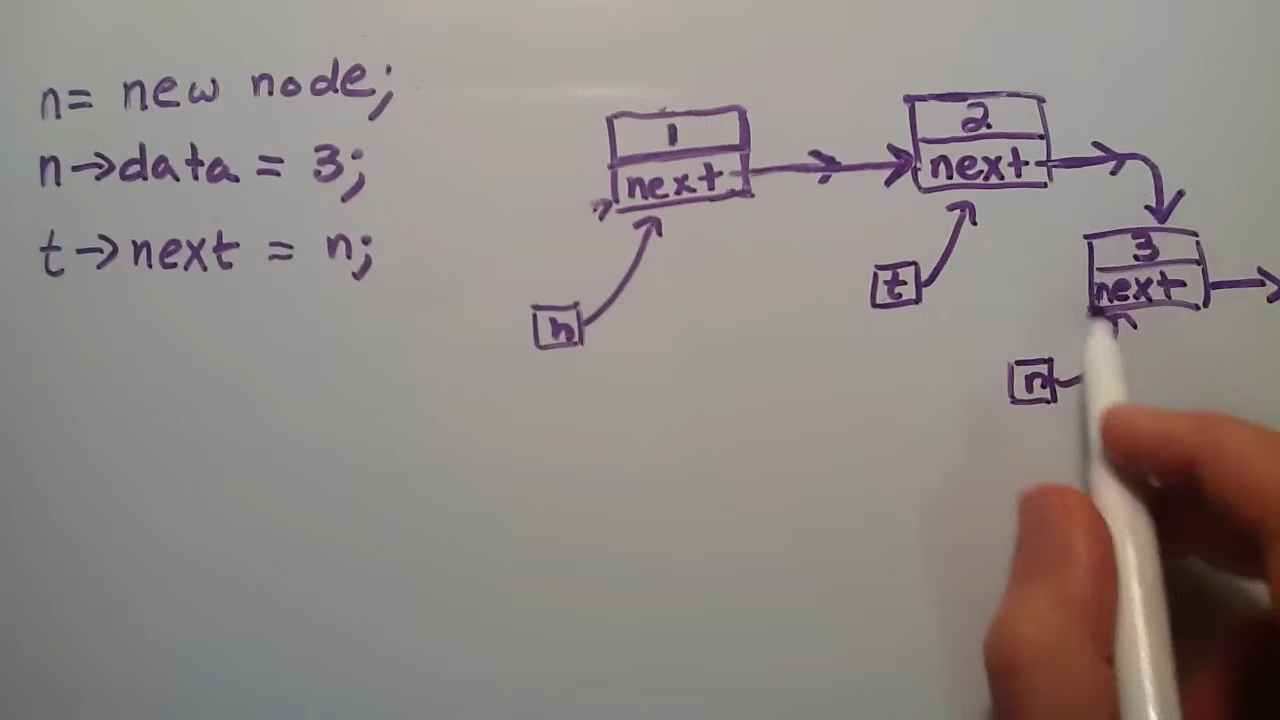 n= new node;
n→data = 3;
t→next = n;
1
next
2
next
3
next
h
t
n